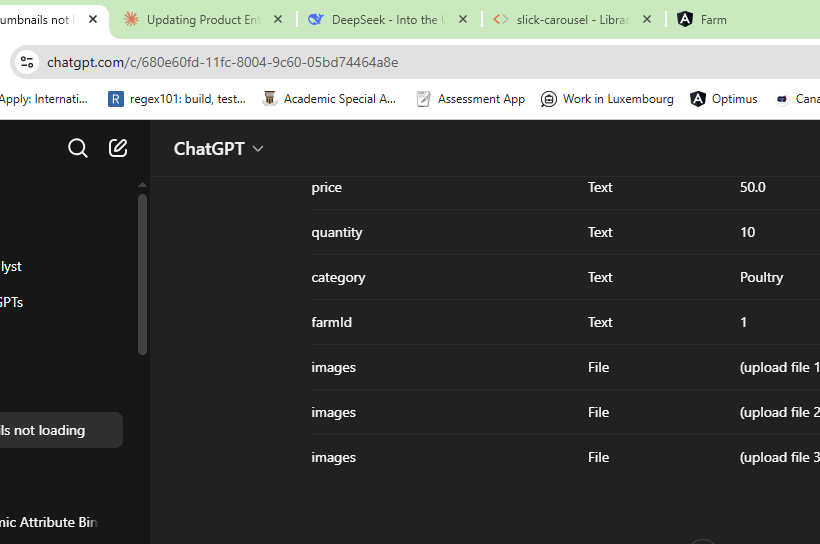 umbnails not l
Updating Product Ent
DeepSeek - Into the U
slick-carousel - Librar
Farm
chatgpt.com/c/680e60fd-11fc-8004-9c60-05bd74464a8e
Apply: Internati...
R regex101: build, test...
Academic Special A...
Assessment App
Work in Luxembourg
Optimus
Cana
ChatGPT
price Text 50.0
quantity Text 10
lyst
category Text Poultry
GPTs
farmId Text 1
images File (upload file 1
images File (upload file 2
ils not loading
images File (upload file 3
mic Attribute Bin